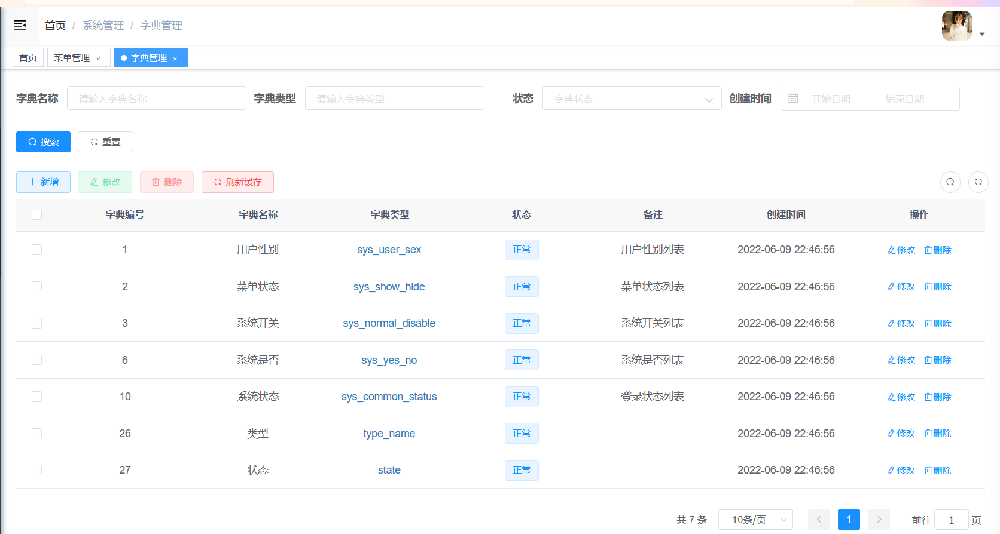 首页 / 系统管理 / 字典管理
首页 菜单管理 × 字典管理 ×
字典名称 请输入字典名称 字典类型 请输入字典类型 状态 字典状态 创建时间 开始日期 - 结束日期
搜索 重置
新增 修改 删除 刷新缓存
字典编号 字典名称 字典类型 状态 备注 创建时间 操作
1 用户性别 sys_user_sex 正常 用户性别列表 2022-06-09 22:46:56 修改 删除
2 菜单状态 sys_show_hide 正常 菜单状态列表 2022-06-09 22:46:56 修改 删除
3 系统开关 sys_normal_disable 正常 系统开关列表 2022-06-09 22:46:56 修改 删除
6 系统是否 sys_yes_no 正常 系统是否列表 2022-06-09 22:46:56 修改 删除
10 系统状态 sys_common_status 正常 登录状态列表 2022-06-09 22:46:56 修改 删除
26 类型 type_name 正常 2022-06-09 22:46:56 修改 删除
27 状态 state 正常 2022-06-09 22:46:56 修改 删除
共 7 条 10条/页 1 前往 1 页